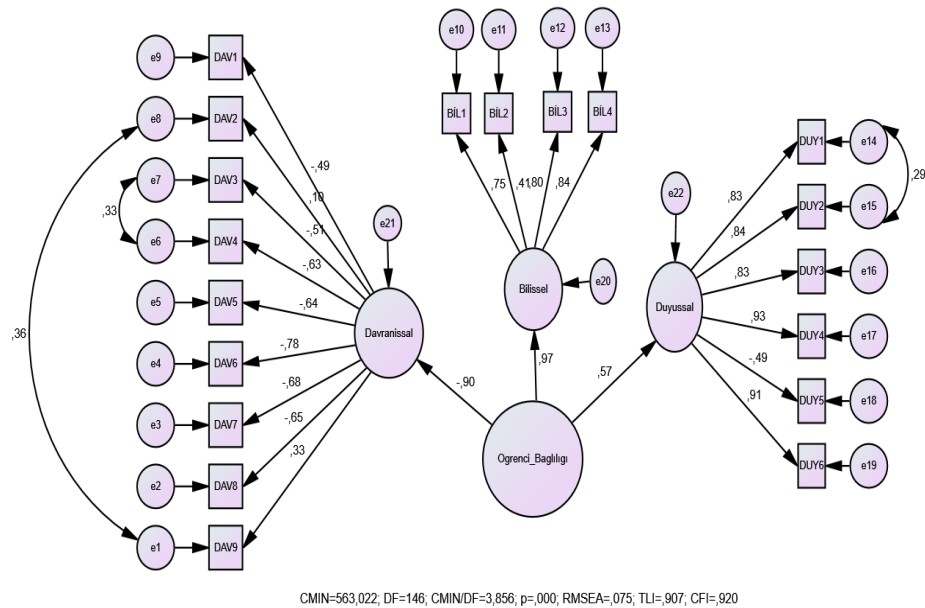 e10
e11
e12
e13
e9
DAV1
e8
DAV2
e7
DAV3
e6
DAV4
e5
DAV5
e4
DAV6
e3
DAV7
e2
DAV8
e1
DAV9
,33
,36
-,49
,10
-,51
-,63
-,64
-,78
-,68
-,65
,33
e21
Davranissal
BİL1
BİL2
BİL3
BİL4
,75
,41
,80
,84
Bilissel
e20
e22
Duyussal
DUY1
e14
DUY2
e15
DUY3
e16
DUY4
e17
DUY5
e18
DUY6
e19
,29
,83
,84
,83
,93
-,49
,91
-,90
,97
,57
Ogrenci_Baglılıgı
CMIN=563,022; DF=146; CMIN/DF=3,856; p=,000; RMSEA=,075; TLI=,907; CFI=,920